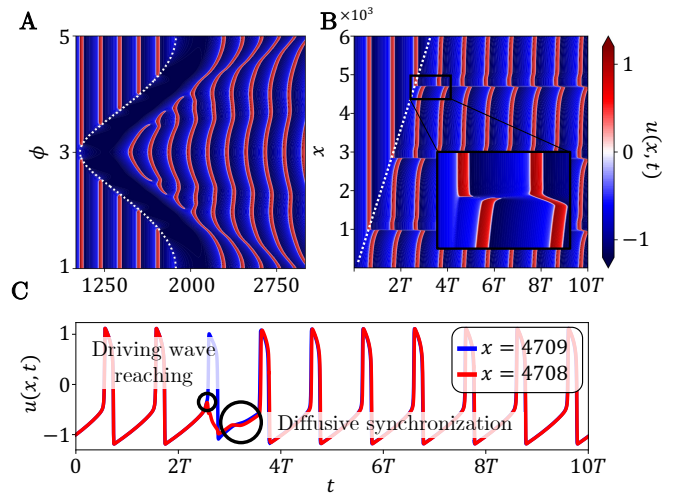 A
5
ϕ
3
1
1250
2000
2750
B
×10³
6
5
4
x
3
2
1
2T
4T
6T
8T
10T
1
0
−1
u(x, t)
C
1
u(x, t)
0
−1
Driving wave
reaching
Diffusive synchronization
x = 4709
x = 4708
0
2T
4T
6T
8T
10T
t